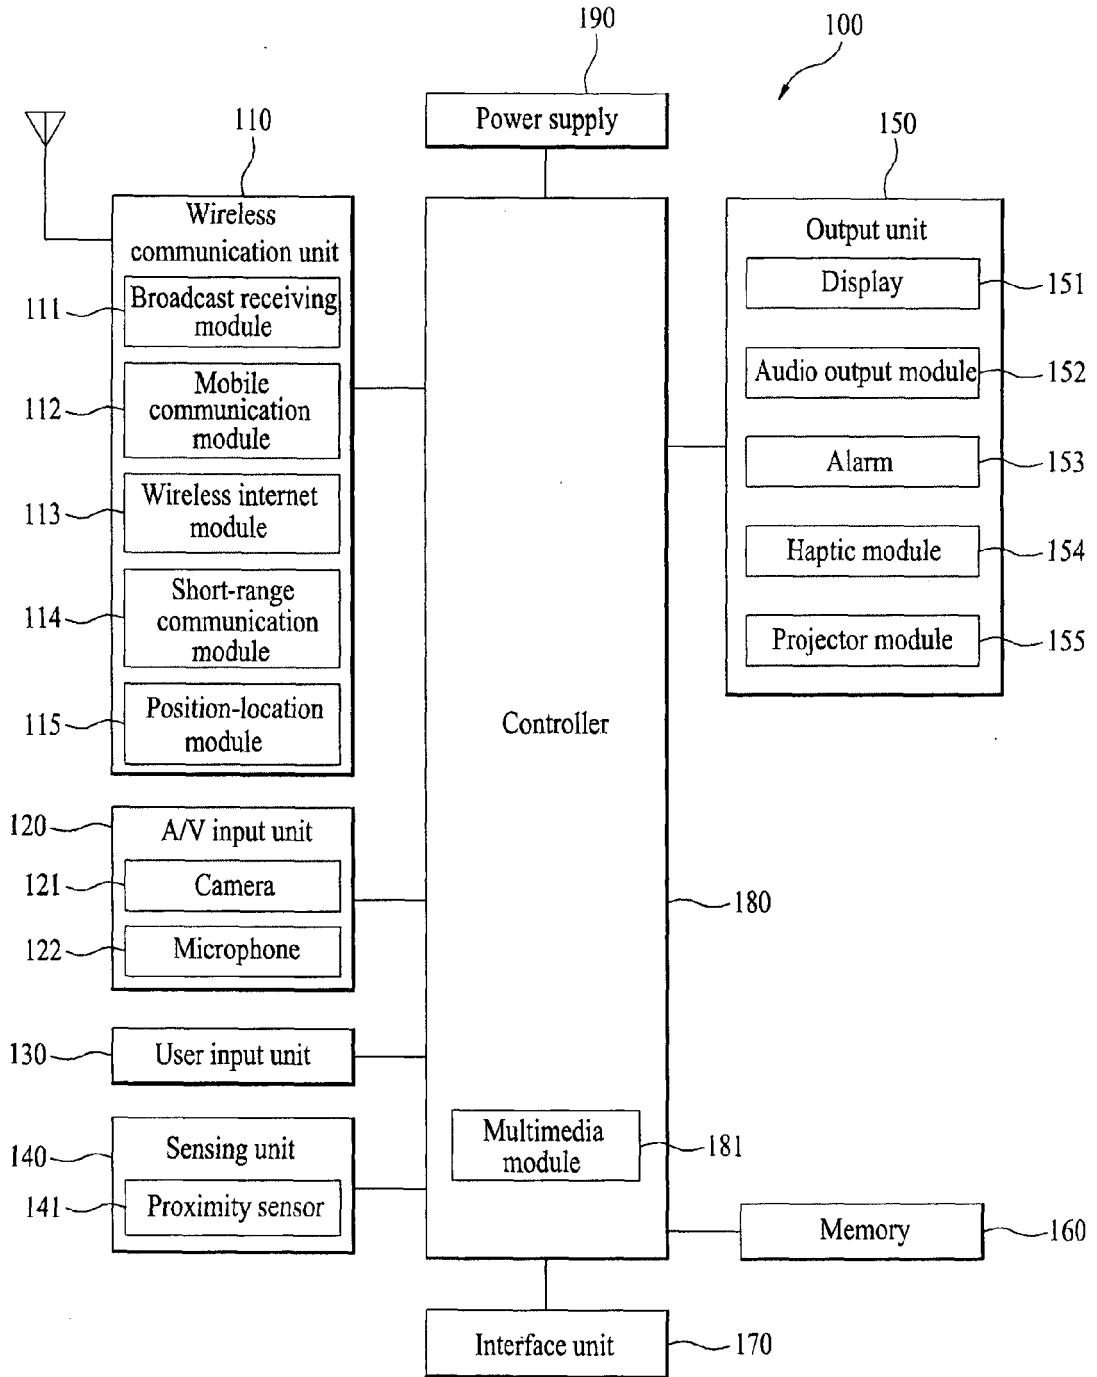 190
100
Power supply
110
150
Wireless
communication unit
Output unit
111
Broadcast receiving
module
Display
151
112
Mobile
communication
module
Audio output module
152
113
Wireless internet
module
Alarm
153
114
Short-range
communication
module
Haptic module
154
115
Position-location
module
Projector module
155
Controller
120
A/V input unit
121
Camera
180
122
Microphone
130
User input unit
140
Sensing unit
141
Proximity sensor
Multimedia
module
181
Memory
160
Interface unit
170